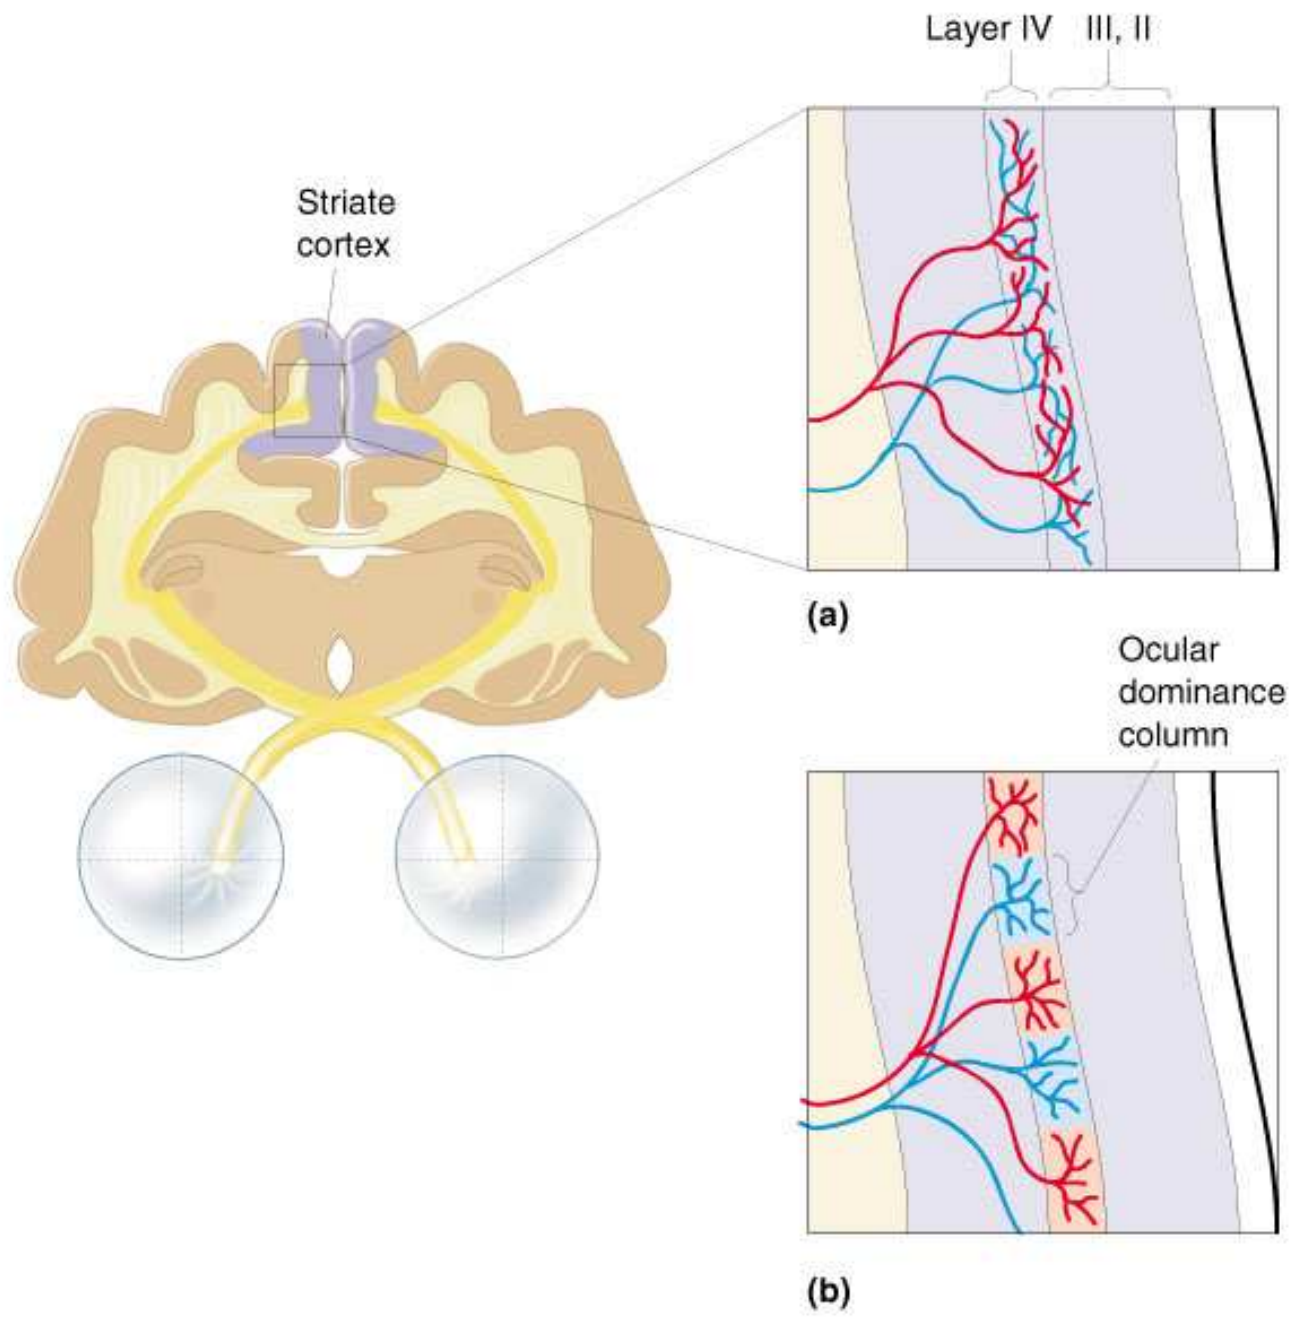 Layer IV III, II
Striate
cortex
(a)
Ocular
dominance
column
(b)